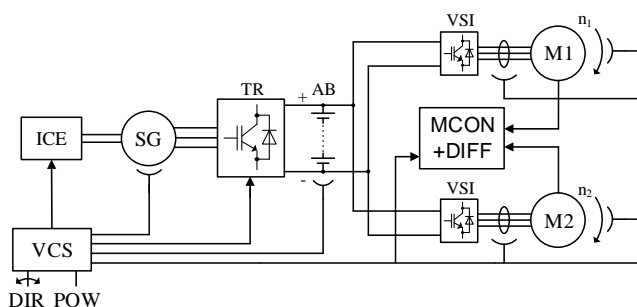 VSI
n1
M1
TR
+ AB
ICE
SG
MCON
+DIFF
-
VSI
n2
M2
VCS
DIR POW